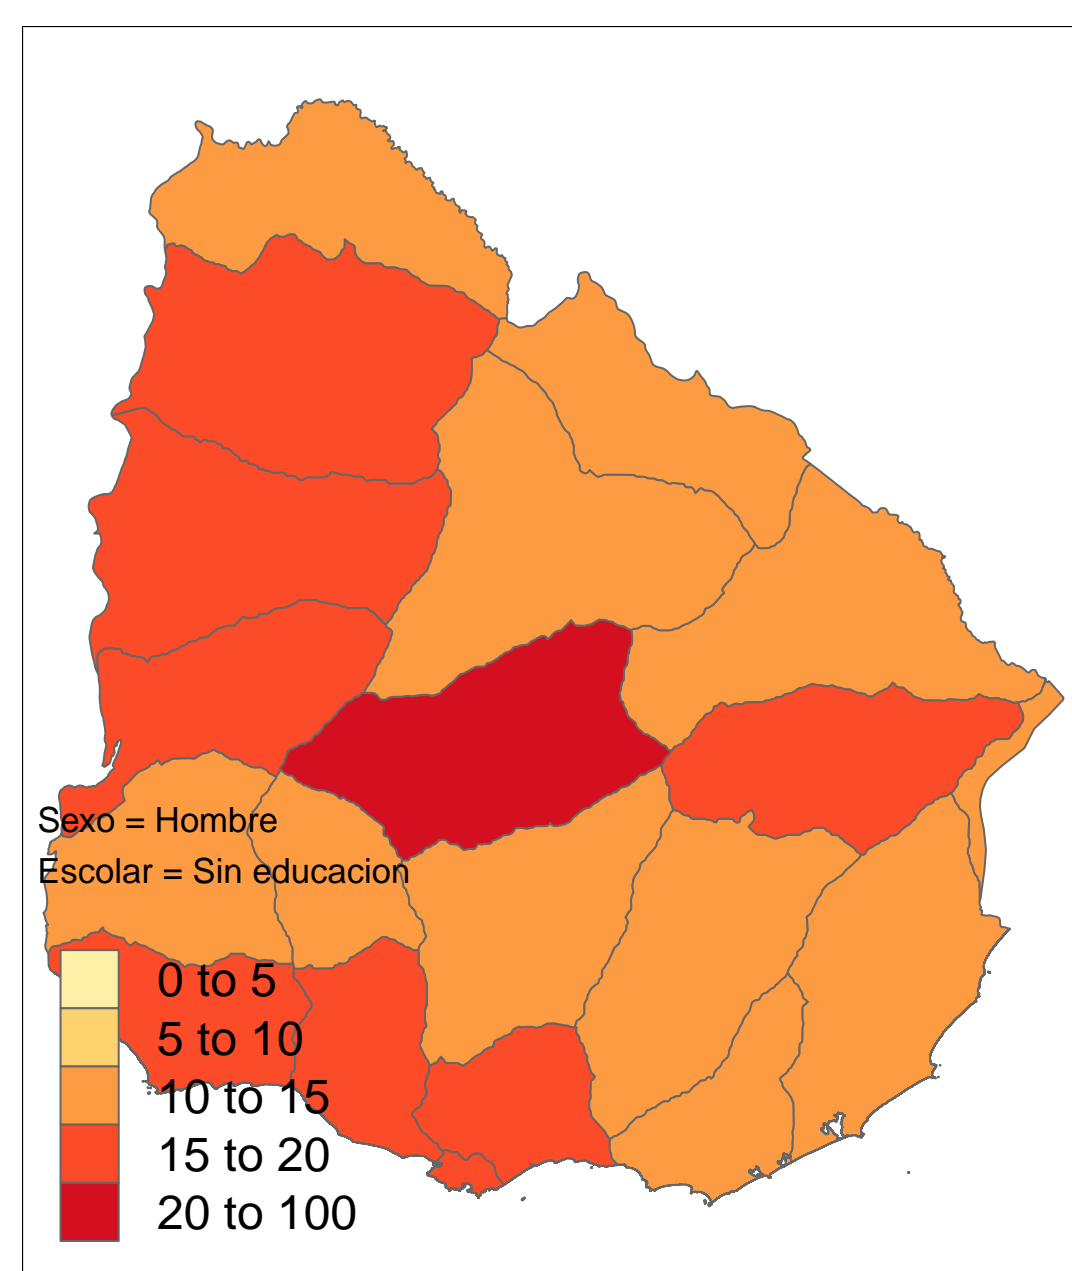 Sexo = Hombre
Escolar = Sin educacion
0 to 5
5 to 10
10 to 15
15 to 20
20 to 100